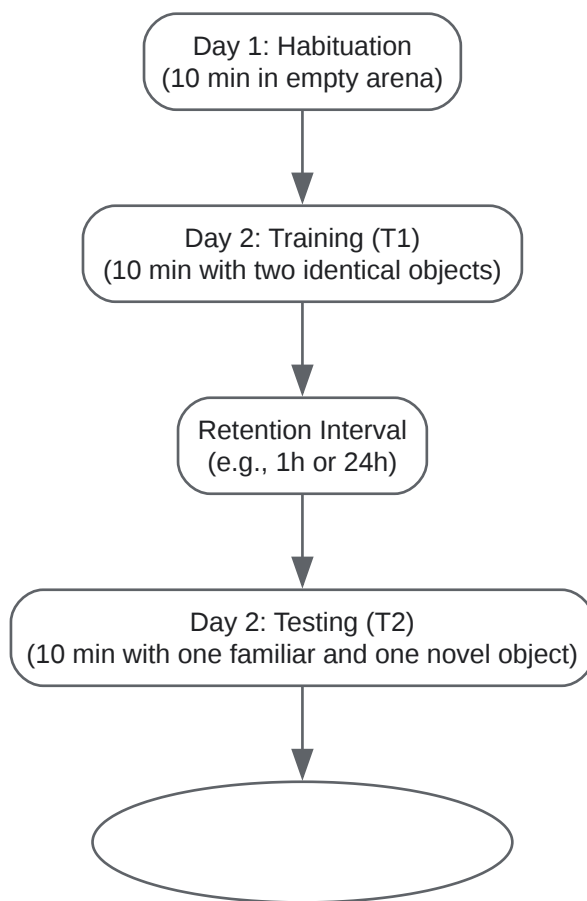 Day 1: Habituation
(10 min in empty arena)
Day 2: Training (T1)
(10 min with two identical objects)
Retention Interval
(e.g., 1h or 24h)
Day 2: Testing (T2)
(10 min with one familiar and one novel object)